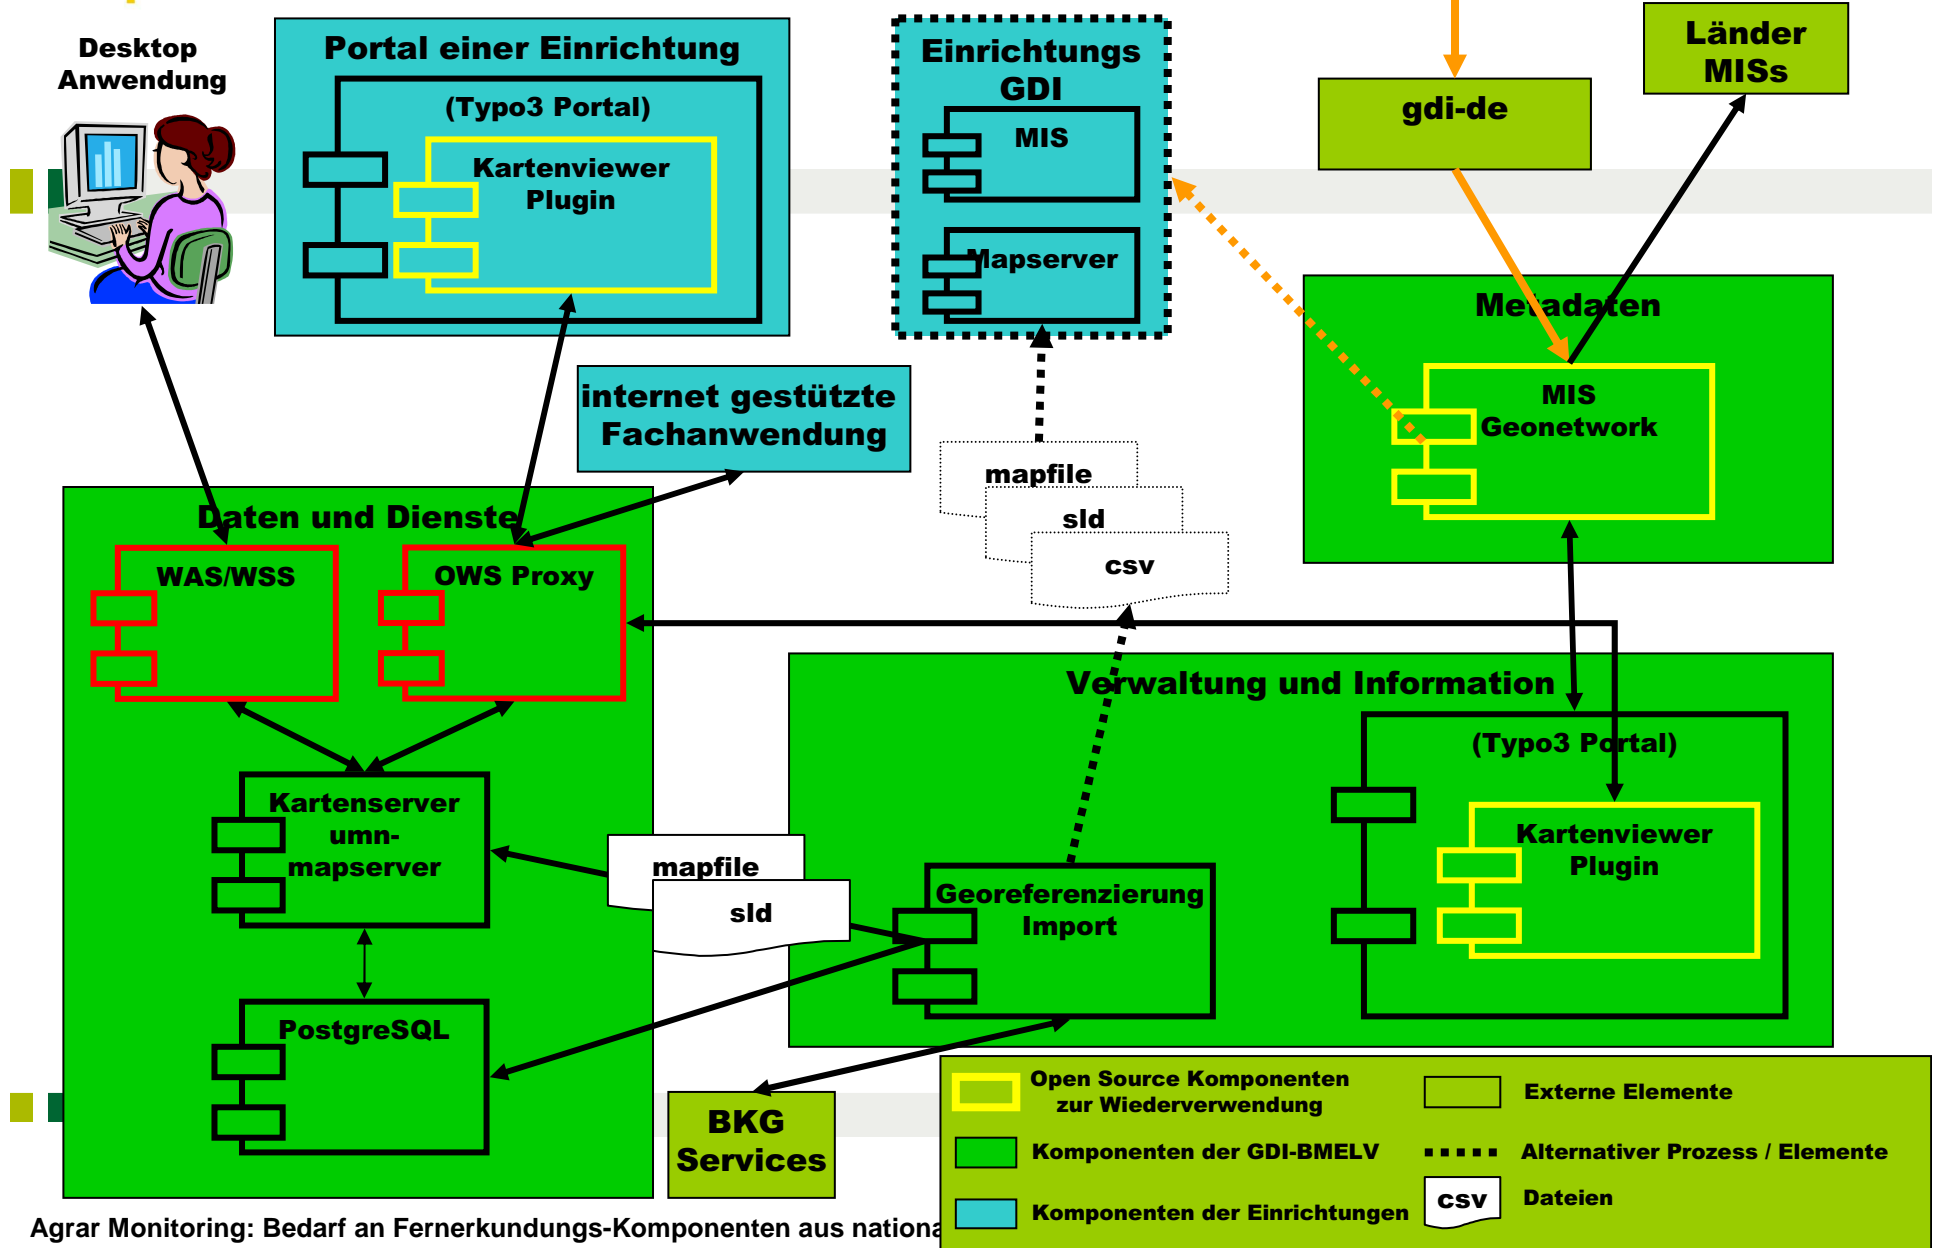 Desktop
Anwendung
Portal einer Einrichtung
(Typo3 Portal)
Kartenviewer
Plugin
Einrichtungs
GDI
MIS
Mapserver
gdi-de
Länder
MISs
Metadaten
MIS
Geonetwork
internet gestützte
Fachanwendung
mapfile
sld
csv
Daten und Dienste
WAS/WSS
OWS Proxy
Kartenserver
umn-
mapserver
PostgreSQL
mapfile
sld
Verwaltung und Information
(Typo3 Portal)
Kartenviewer
Plugin
Georeferenzierung
Import
BKG
Services
Open Source Komponenten
zur Wiederverwendung
Komponenten der GDI-BMELV
Komponenten der Einrichtungen
Externe Elemente
Alternativer Prozess / Elemente
csv
Dateien
Agrar Monitoring: Bedarf an Fernerkundungs-Komponenten aus nationa